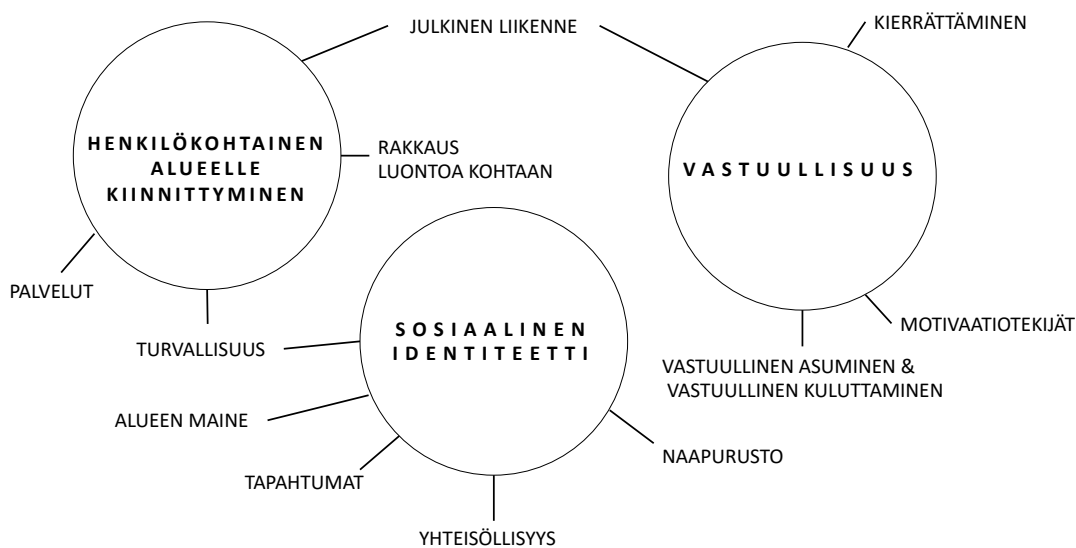 JULKINEN LIIKENNE
KIERRÄTTÄMINEN
HENKILÖKOHTAINEN
ALUEELLE
KIINNITTYMINEN
RAKKAUS
LUONTOA KOHTAAN
VASTUULLISUUS
PALVELUT
TURVALLISUUS
SOSIAALINEN
IDENTITEETTI
MOTIVAATIOTEKIJÄT
VASTUULLINEN ASUMINEN &
VASTUULLINEN KULUTTAMINEN
ALUEEN MAINE
NAAPURUSTO
TAPAHTUMAT
YHTEISÖLLISYYS